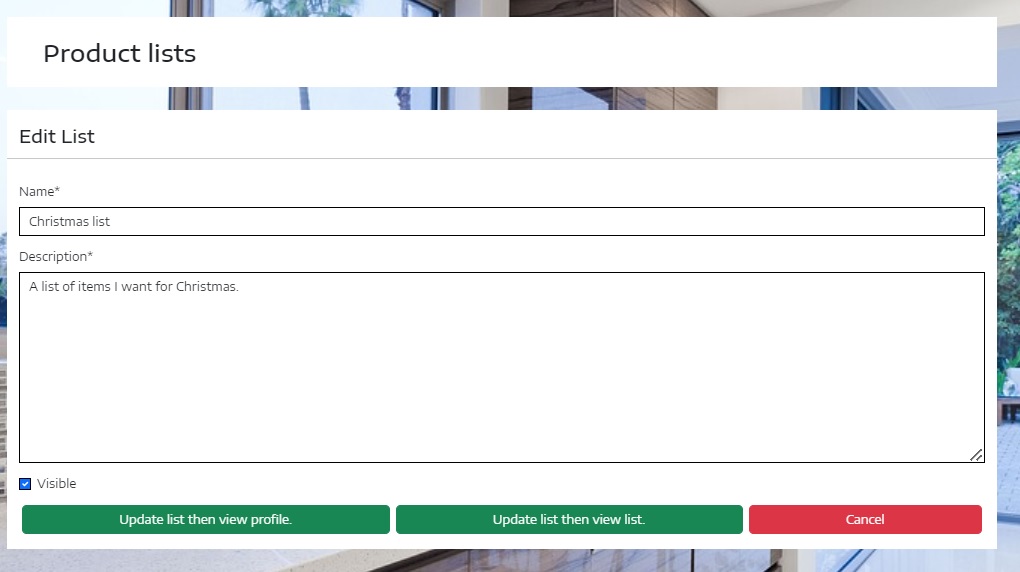 Product lists
Edit List
Name*
Christmas list
Description*
A list of items I want for Christmas.
Visible
Update list then view profile.
Update list then view list.
Cancel